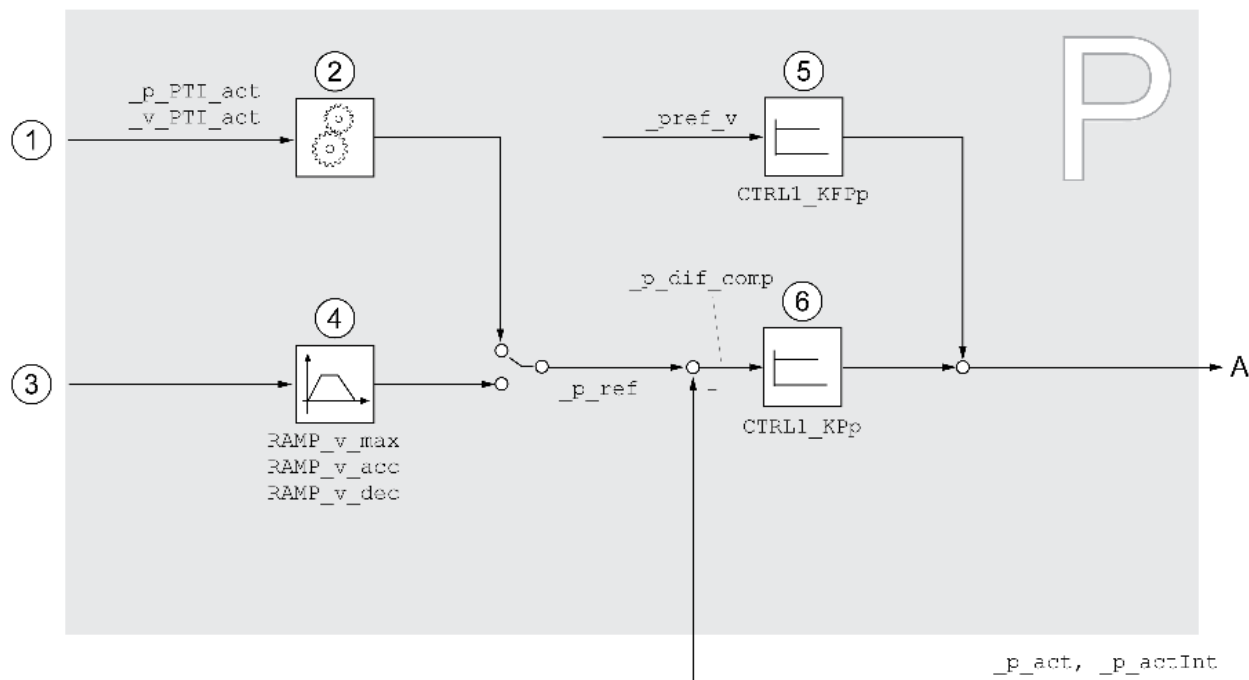 P
2
5
_p_PTI_act
_v_PTI_act
1
_pref_v
CTRL1_KFPp
_p_dif_comp
4
6
3
_p_ref
-
A
CTRL1_KPp
RAMP_v_max
RAMP_v_acc
RAMP_v_dec
_p_act, _p_actInt